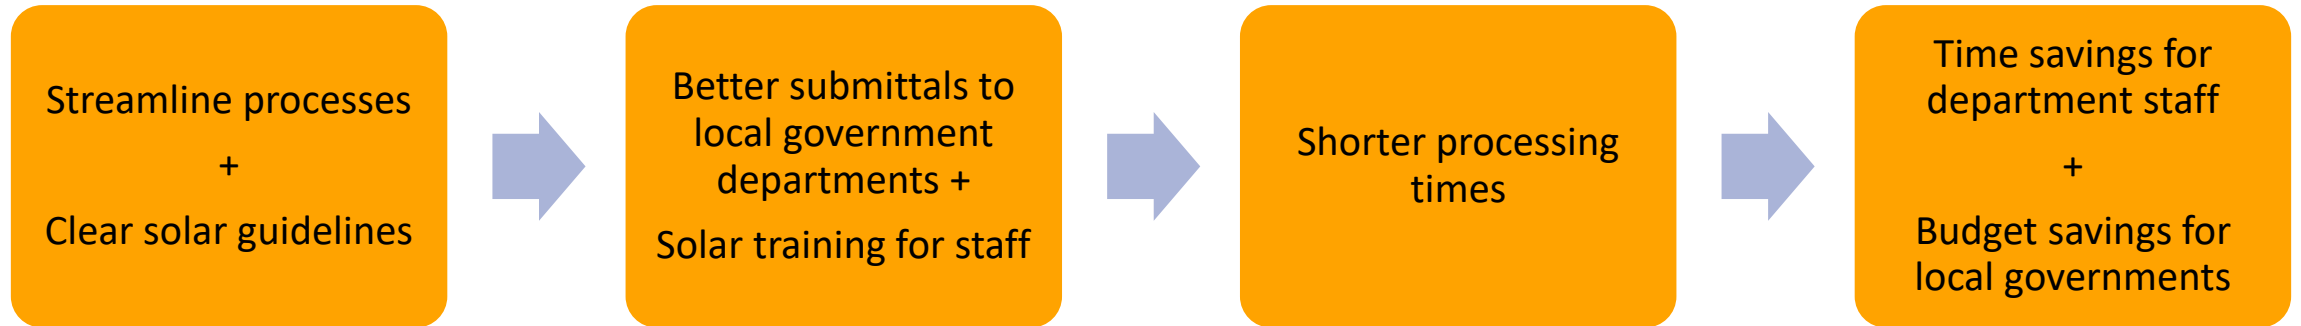 Streamline processes
+
Clear solar guidelines
Better submittals to
local government
departments +
Solar training for staff
Shorter processing
times
Time savings for
department staff
+
Budget savings for
local governments